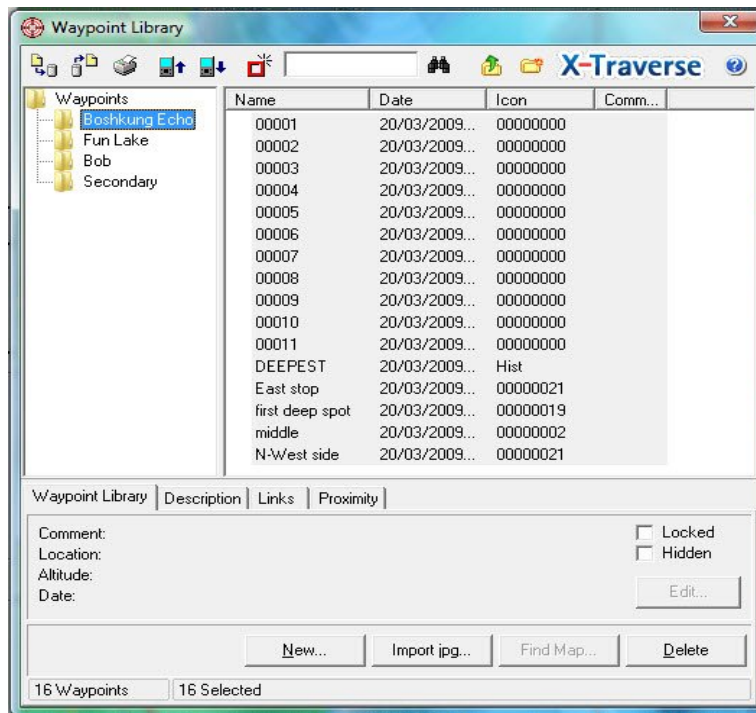 Waypoint Library
X-Traverse
Waypoints
Boshkung Echo
Fun Lake
Bob
Secondary
Name Date Icon Comm...
00001 20/03/2009... 00000000
00002 20/03/2009... 00000000
00003 20/03/2009... 00000000
00004 20/03/2009... 00000000
00005 20/03/2009... 00000000
00006 20/03/2009... 00000000
00007 20/03/2009... 00000000
00008 20/03/2009... 00000000
00009 20/03/2009... 00000000
00010 20/03/2009... 00000000
00011 20/03/2009... 00000000
DEEPEST 20/03/2009... Hist
East stop 20/03/2009... 00000021
first deep spot 20/03/2009... 00000019
middle 20/03/2009... 00000002
N-West side 20/03/2009... 00000021
Waypoint Library Description Links Proximity
Comment: Locked
Location: Hidden
Altitude:
Date: Edit...
New... Import jpg... Find Map... Delete
16 Waypoints 16 Selected